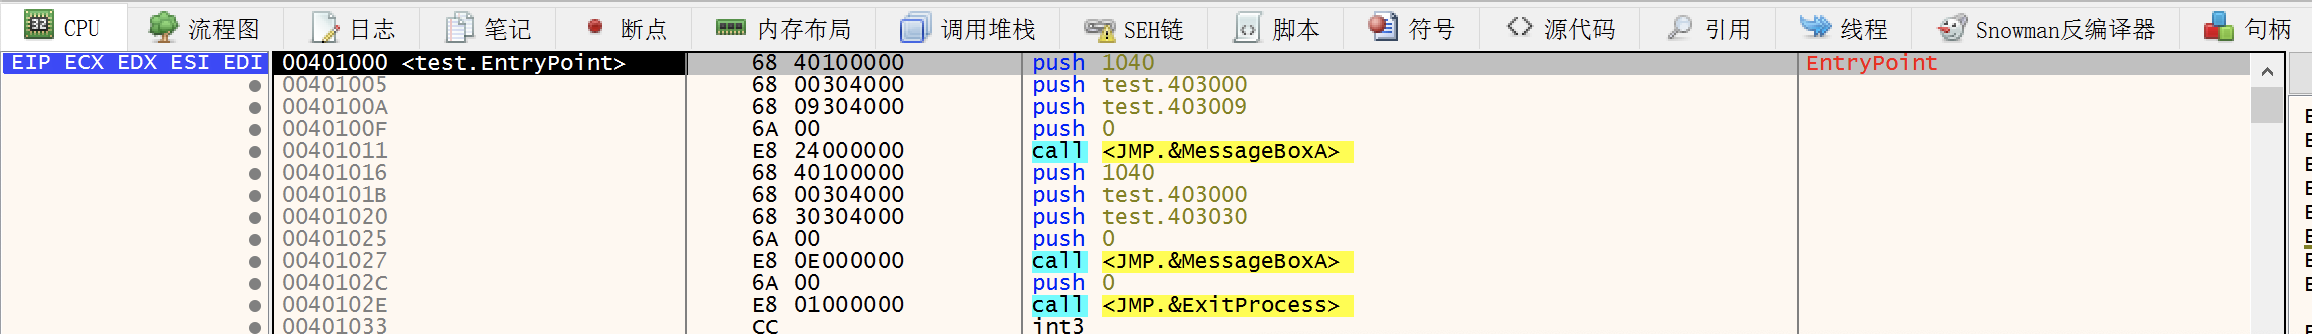 CPU 流程图 日志 笔记 断点 内存布局 调用堆栈 SEH链 脚本 符号 源代码 引用 线程 Snowman反编译器 句柄
EIP ECX EDX ESI EDI 00401000 <test.EntryPoint> 68 40100000 push 1040 EntryPoint
00401005 68 00304000 push test.403000
0040100A 68 09304000 push test.403009
0040100F 6A 00 push 0
00401011 E8 24000000 call <JMP.&MessageBoxA>
00401016 68 40100000 push 1040
0040101B 68 00304000 push test.403000
00401020 68 30304000 push test.403030
00401025 6A 00 push 0
00401027 E8 0E000000 call <JMP.&MessageBoxA>
0040102C 6A 00 push 0
0040102E E8 01000000 call <JMP.&ExitProcess>
00401033 CC int3